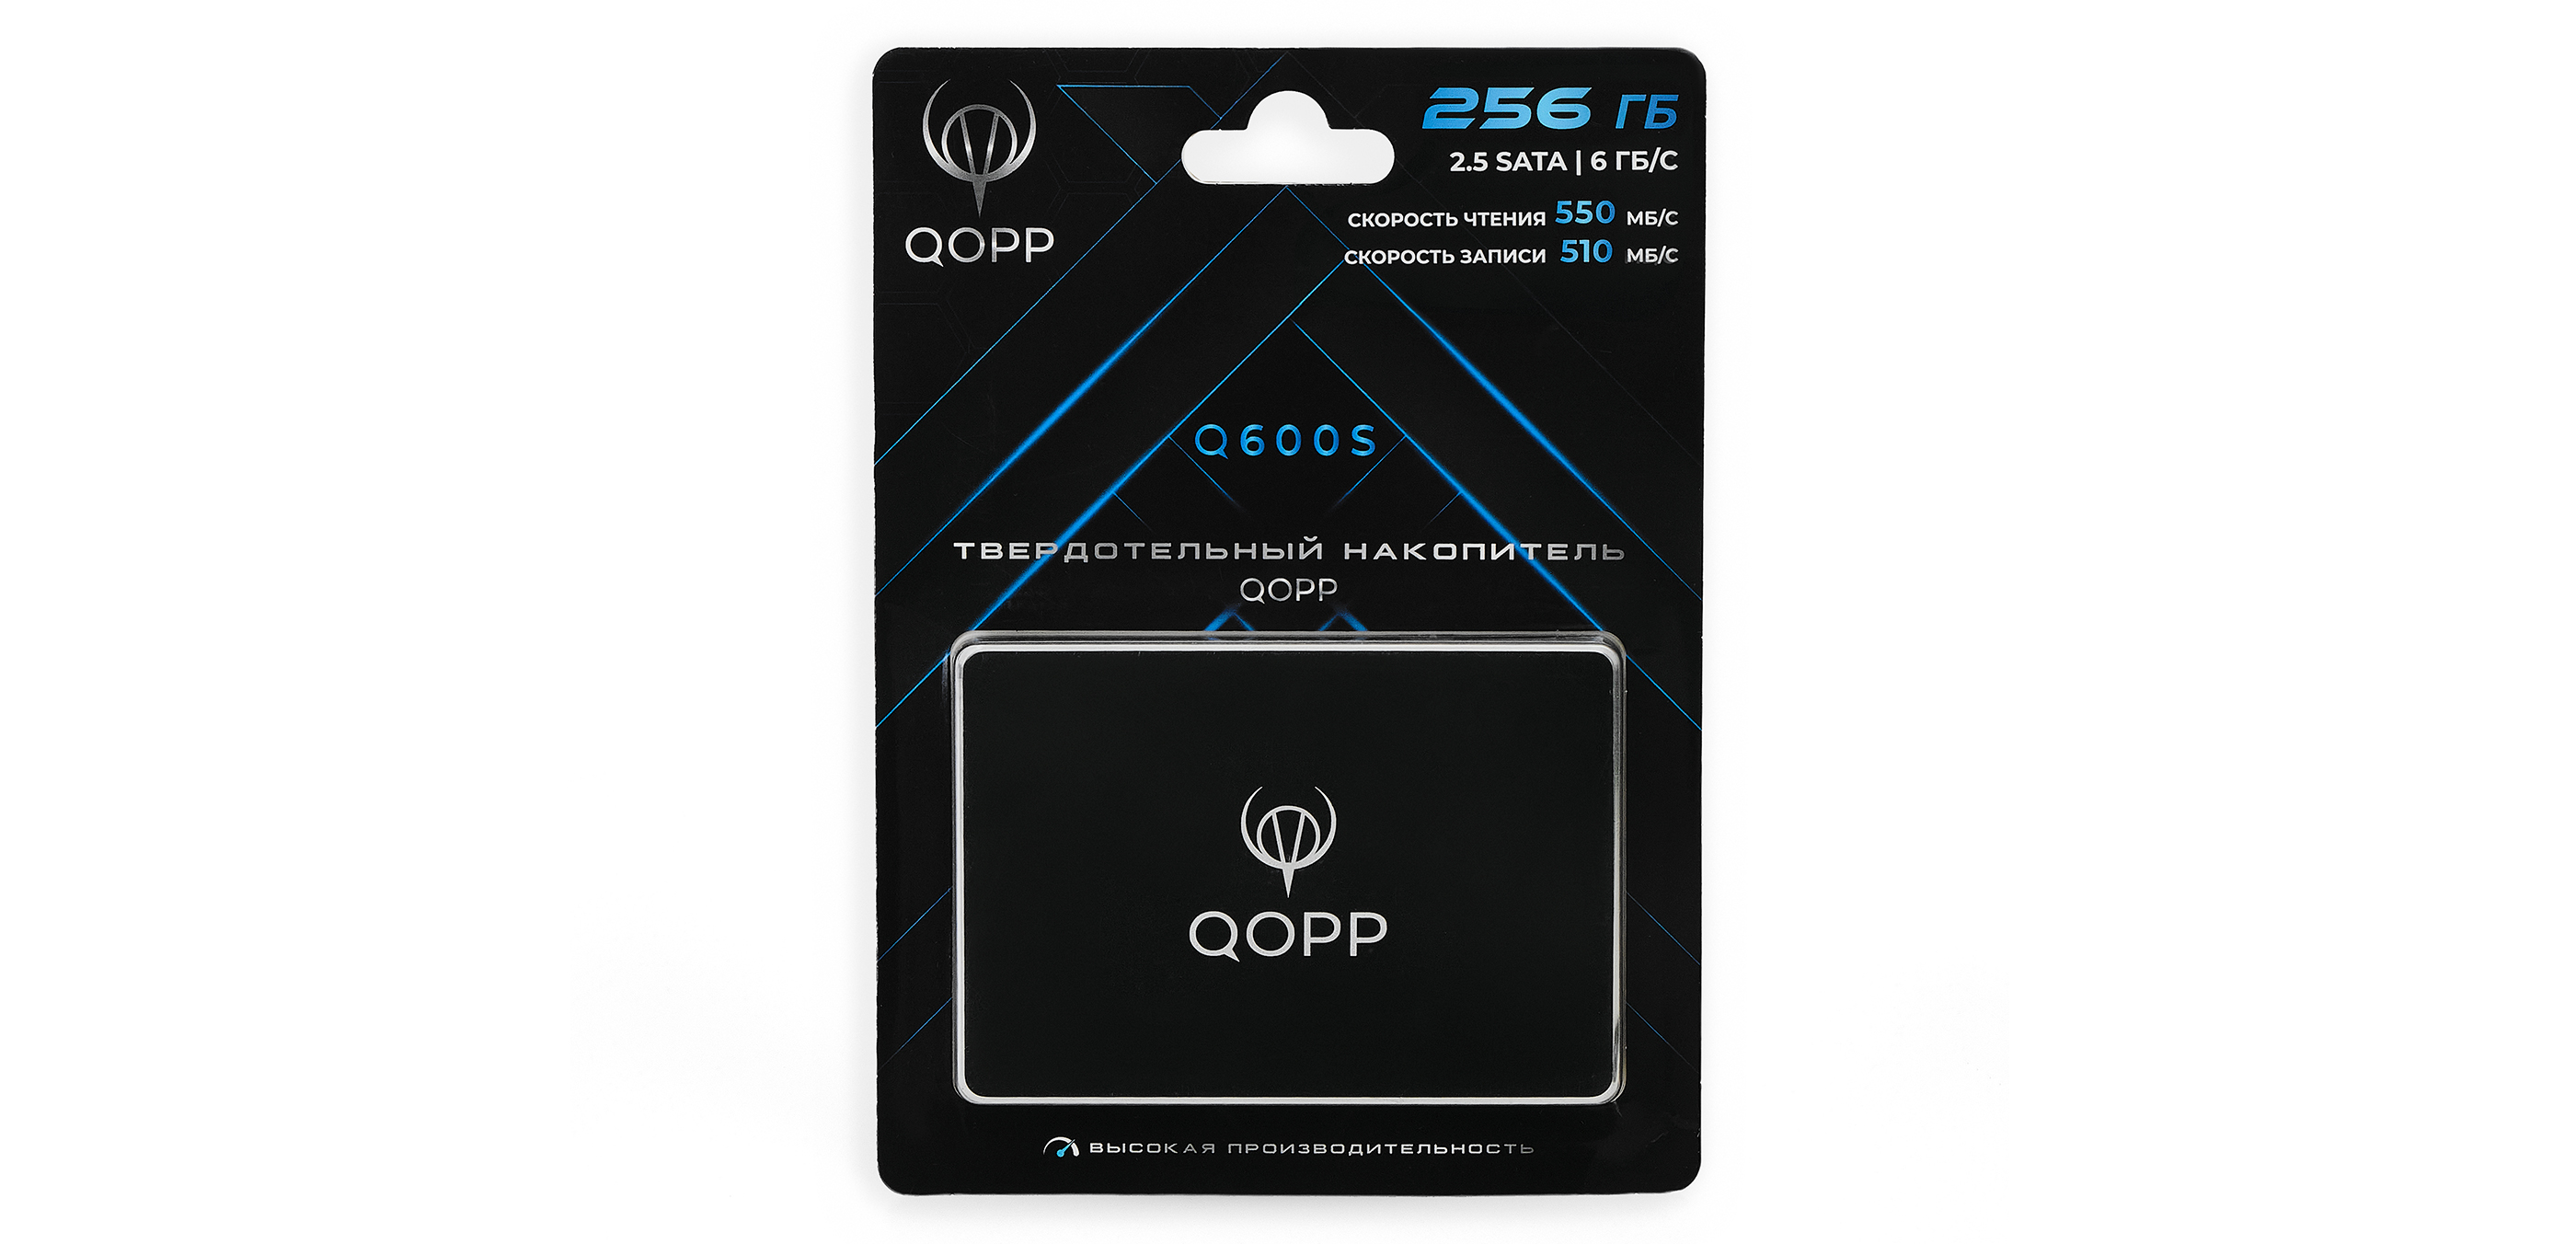 QOPP
256 ГБ
2.5 SATA | 6 ГБ/С
СКОРОСТЬ ЧТЕНИЯ 550 МБ/С
СКОРОСТЬ ЗАПИСИ 510 МБ/С
Q600S
ТВЕРДОТЕЛЬНЫЙ НАКОПИТЕЛЬ
QOPP
QOPP
ВЫСОКАЯ ПРОИЗВОДИТЕЛЬНОСТЬ